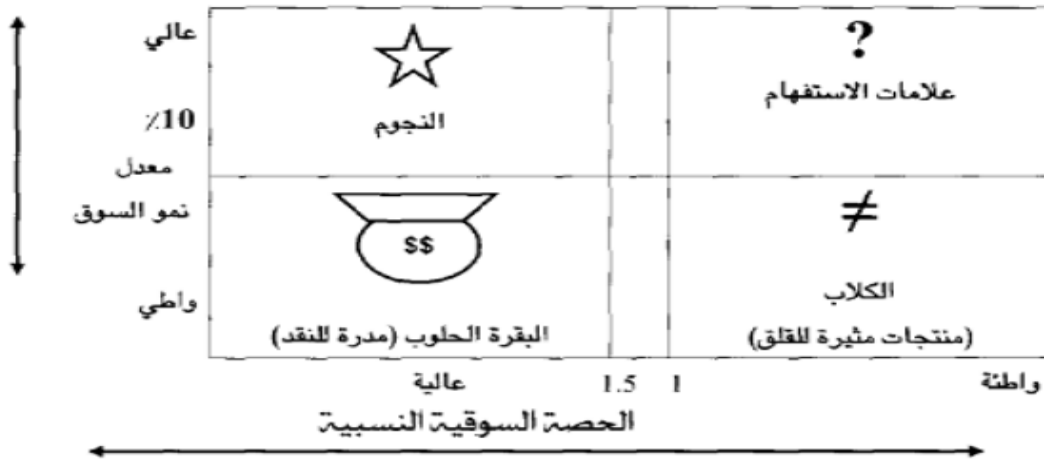 عالي
?
علامات الاستفهام
النجوم
10٪
معدل
نمو السوق
$$
≠
واطي
الكلاب
البقرة الحلوب (مدرة للنقد)
(منتجات مثيرة للقلق)
عالية
1.5
1
واطئة
الحصة السوقية النسبية